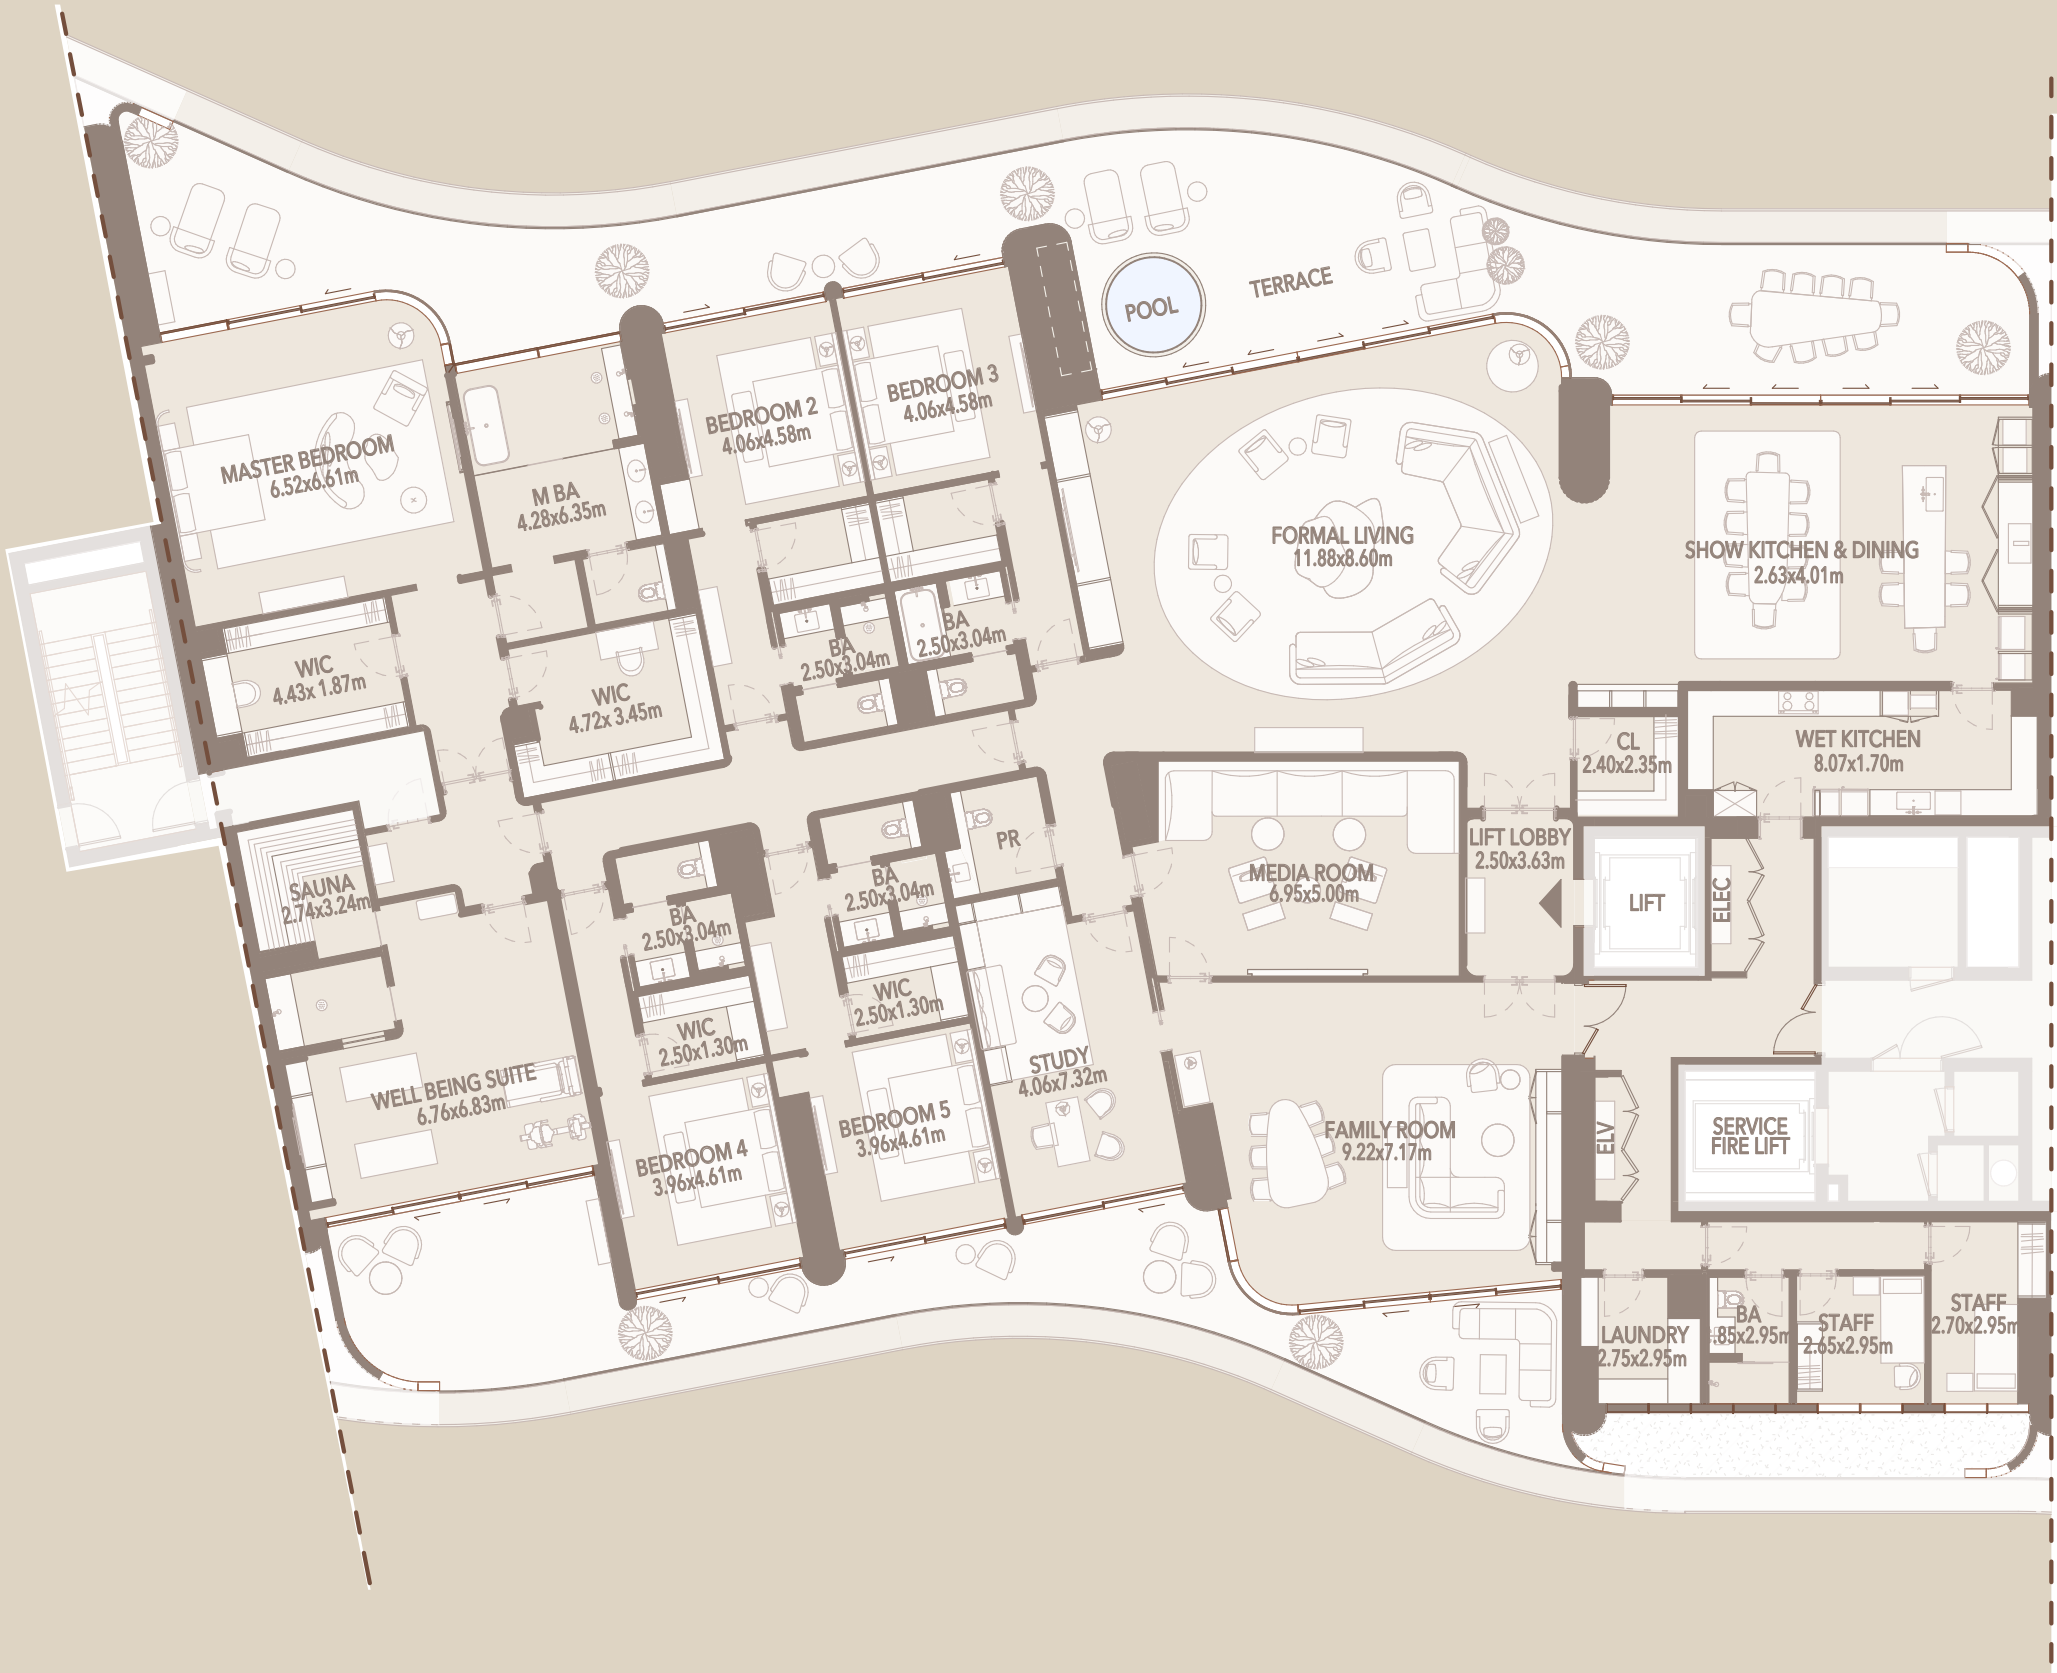 POOL
TERRACE
MASTER BEDROOM
6.52x6.61m
M BA
4.28x6.35m
BEDROOM 2
4.06x4.58m
BEDROOM 3
4.06x4.58m
FORMAL LIVING
11.88x8.60m
SHOW KITCHEN & DINING
2.63x4.01m
WIC
4.43x 1.87m
WIC
4.72x 3.45m
BA
2.50x3.04m
BA
2.50x3.04m
CL
2.40x2.35m
WET KITCHEN
8.07x1.70m
SAUNA
2.74x3.24m
PR
BA
2.50x3.04m
BA
2.50x3.04m
MEDIA ROOM
6.95x5.00m
LIFT LOBBY
2.50x3.63m
LIFT
ELEC
WIC
2.50x1.30m
WIC
2.50x1.30m
WELL BEING SUITE
6.76x6.83m
STUDY
4.06x7.32m
BEDROOM 4
3.96x4.61m
BEDROOM 5
3.96x4.61m
FAMILY ROOM
9.22x7.17m
ELV
SERVICE
FIRE LIFT
LAUNDRY
2.75x2.95m
BA
.85x2.95m
STAFF
2.65x2.95m
STAFF
2.70x2.95m